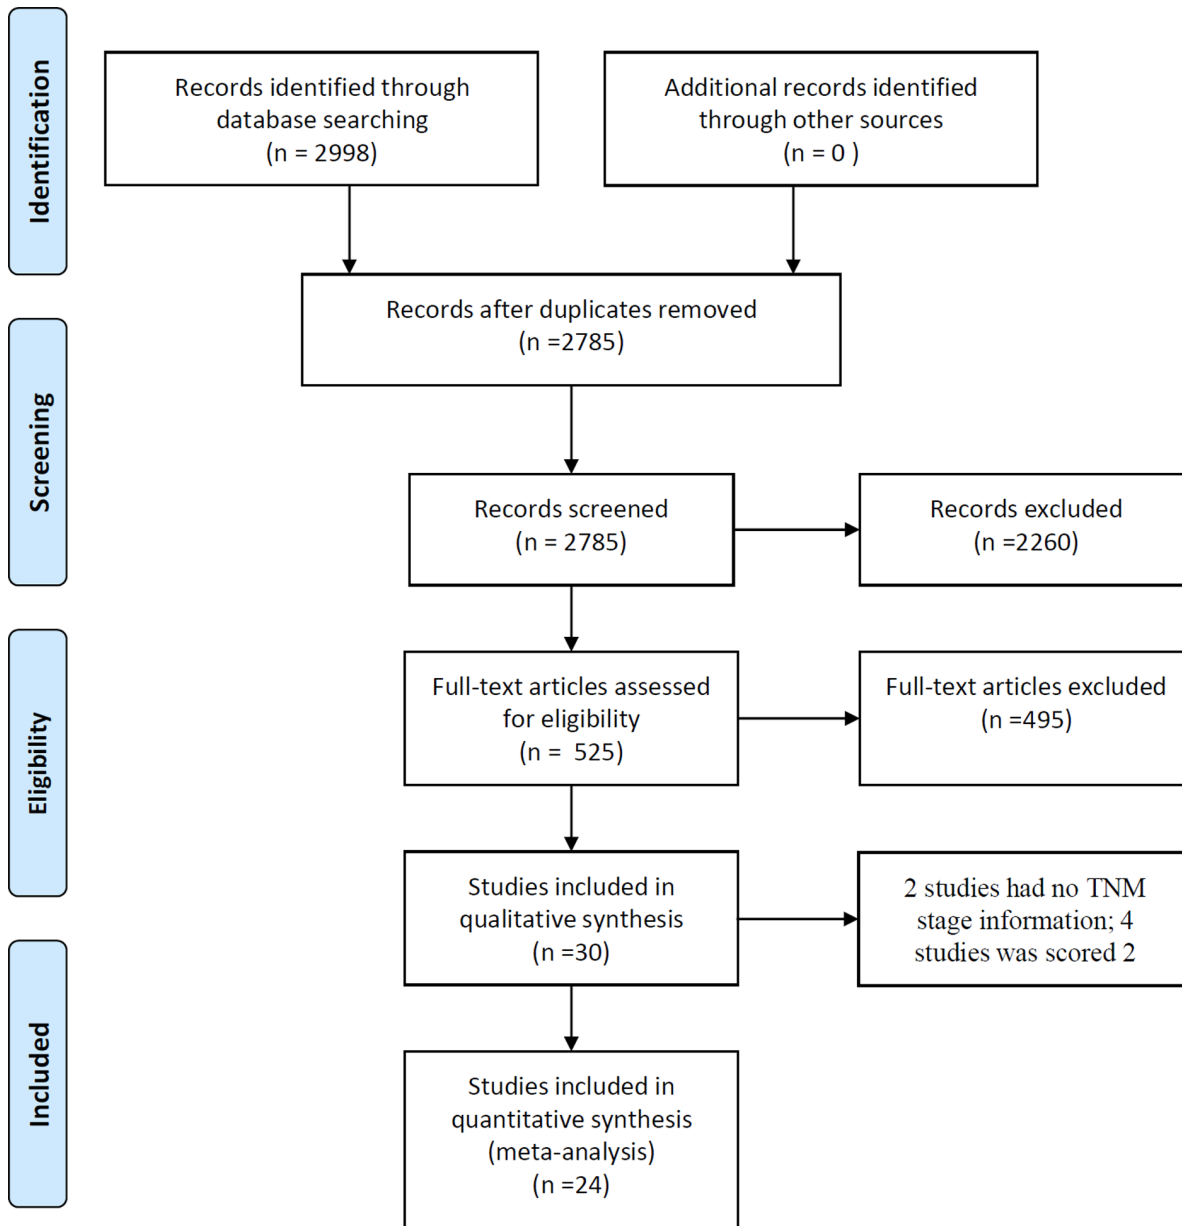 Identification
Records identified through
database searching
(n = 2998)
Additional records identified
through other sources
(n = 0 )
Records after duplicates removed
(n =2785)
Screening
Records screened
(n = 2785)
Records excluded
(n =2260)
Eligibility
Full-text articles assessed
for eligibility
(n =  525)
Full-text articles excluded
(n =495)
Studies included in
qualitative synthesis
(n =30)
2 studies had no TNM
stage information; 4
studies was scored 2
Included
Studies included in
quantitative synthesis
(meta-analysis)
(n =24)